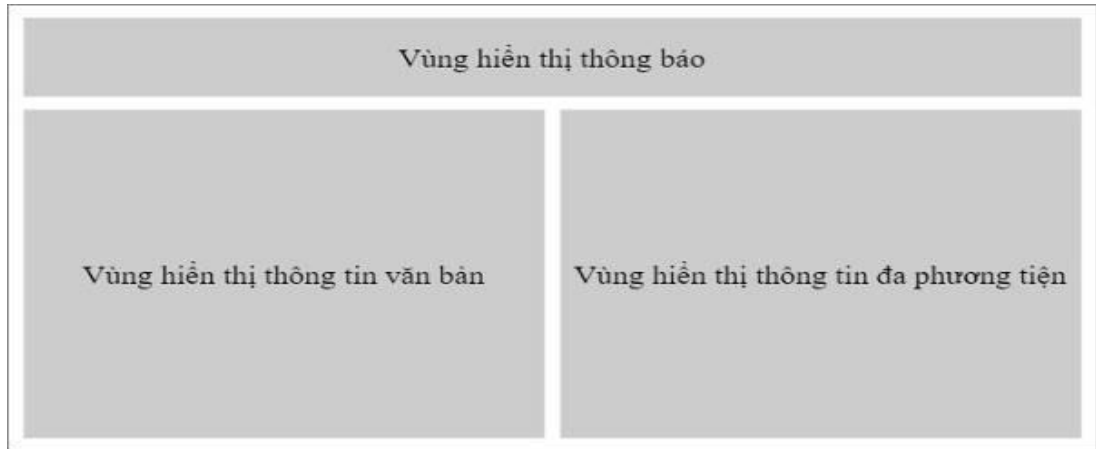 Vùng hiển thị thông báo
Vùng hiển thị thông tin văn bản
Vùng hiển thị thông tin đa phương tiện